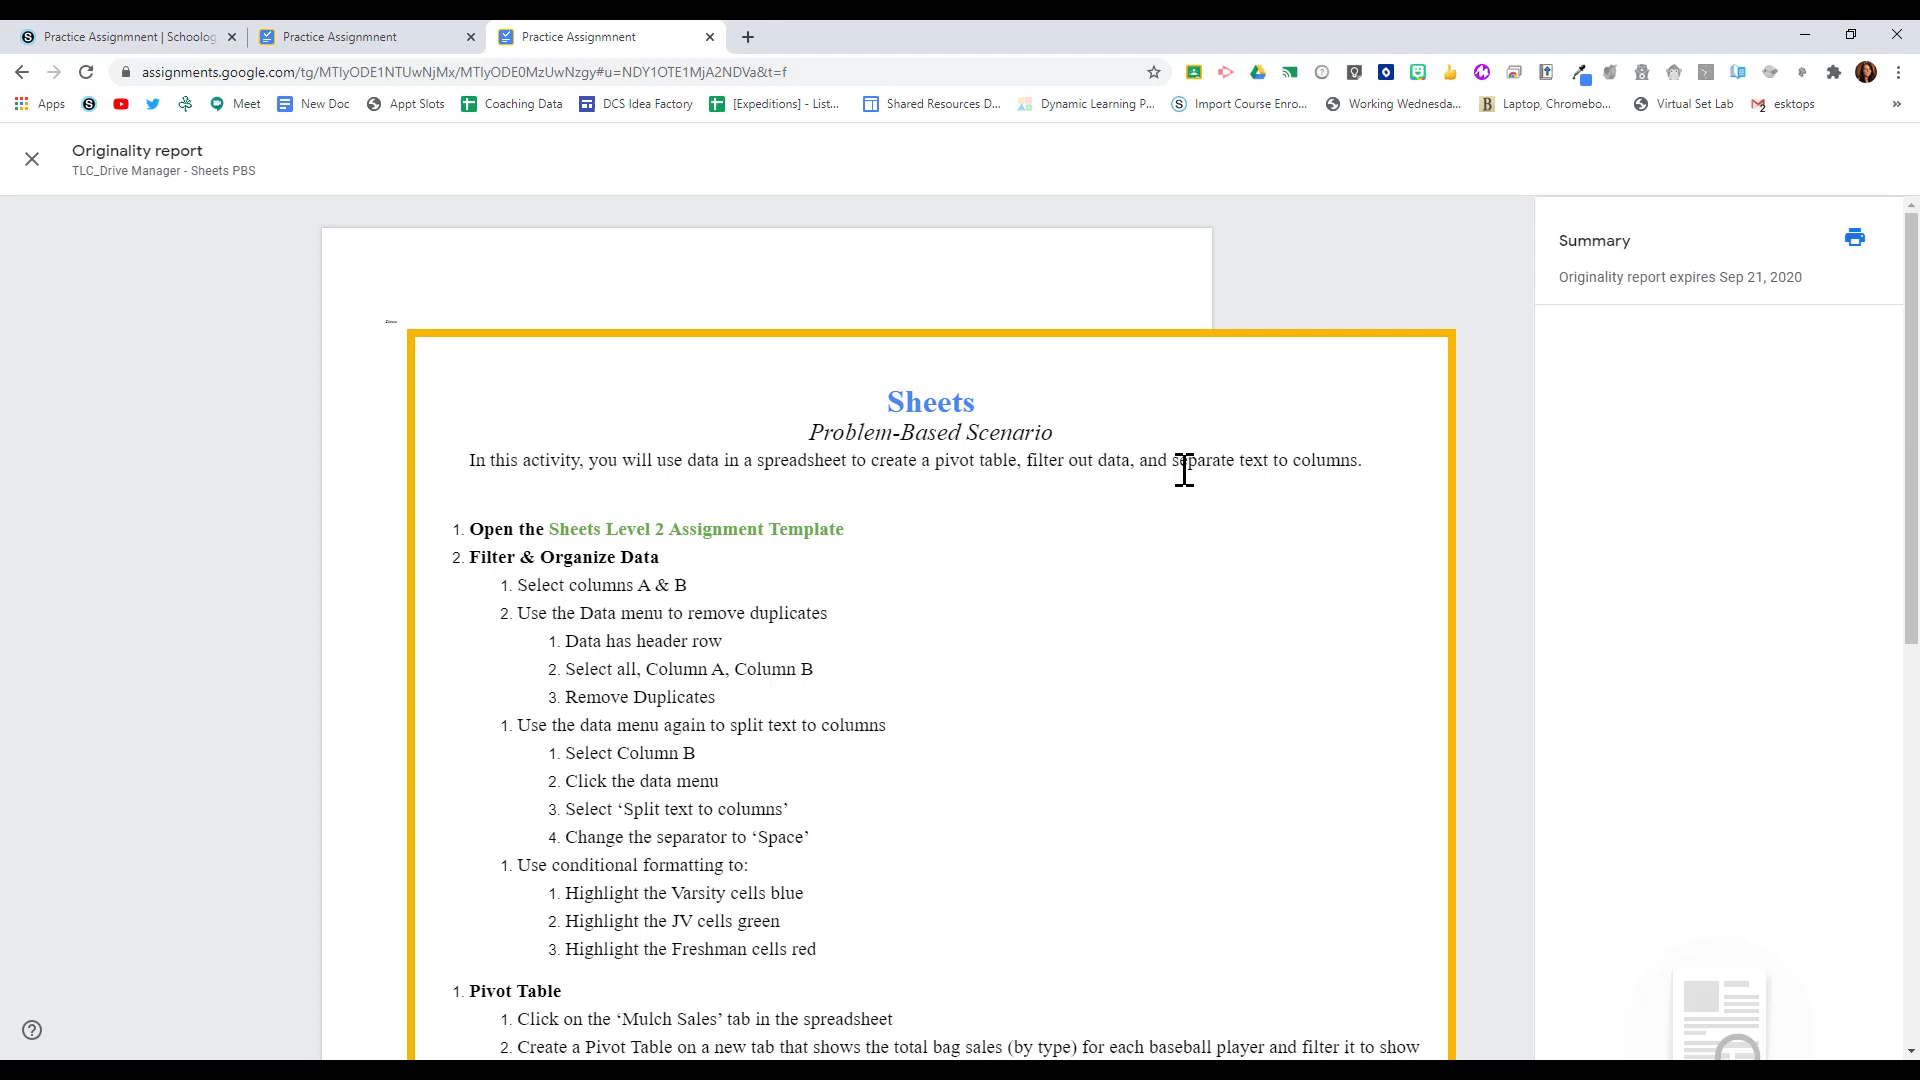 Practice Assignmnent | Schoolog
Practice Assignmnent
Practice Assignmnent
assignments.google.com/tg/MTIyODE1NTUwNjMx/MTIyODE0MzUwNzgy#u=NDY1OTE1MjA2NDVa&t=f
Apps
Meet
New Doc
Appt Slots
Coaching Data
DCS Idea Factory
[Expeditions] - List...
Shared Resources D...
Dynamic Learning P...
Import Course Enro...
Working Wednesda...
Laptop, Chromebo...
Virtual Set Lab
esktops
»
Originality report
TLC_Drive Manager - Sheets PBS
Summary
Originality report expires Sep 21, 2020
Sheets
Problem-Based Scenario
In this activity, you will use data in a spreadsheet to create a pivot table, filter out data, and separate text to columns.
1. Open the Sheets Level 2 Assignment Template
2. Filter & Organize Data
1. Select columns A & B
2. Use the Data menu to remove duplicates
1. Data has header row
2. Select all, Column A, Column B
3. Remove Duplicates
1. Use the data menu again to split text to columns
1. Select Column B
2. Click the data menu
3. Select ‘Split text to columns’
4. Change the separator to ‘Space’
1. Use conditional formatting to:
1. Highlight the Varsity cells blue
2. Highlight the JV cells green
3. Highlight the Freshman cells red
1. Pivot Table
1. Click on the ‘Mulch Sales’ tab in the spreadsheet
2. Create a Pivot Table on a new tab that shows the total bag sales (by type) for each baseball player and filter it to show